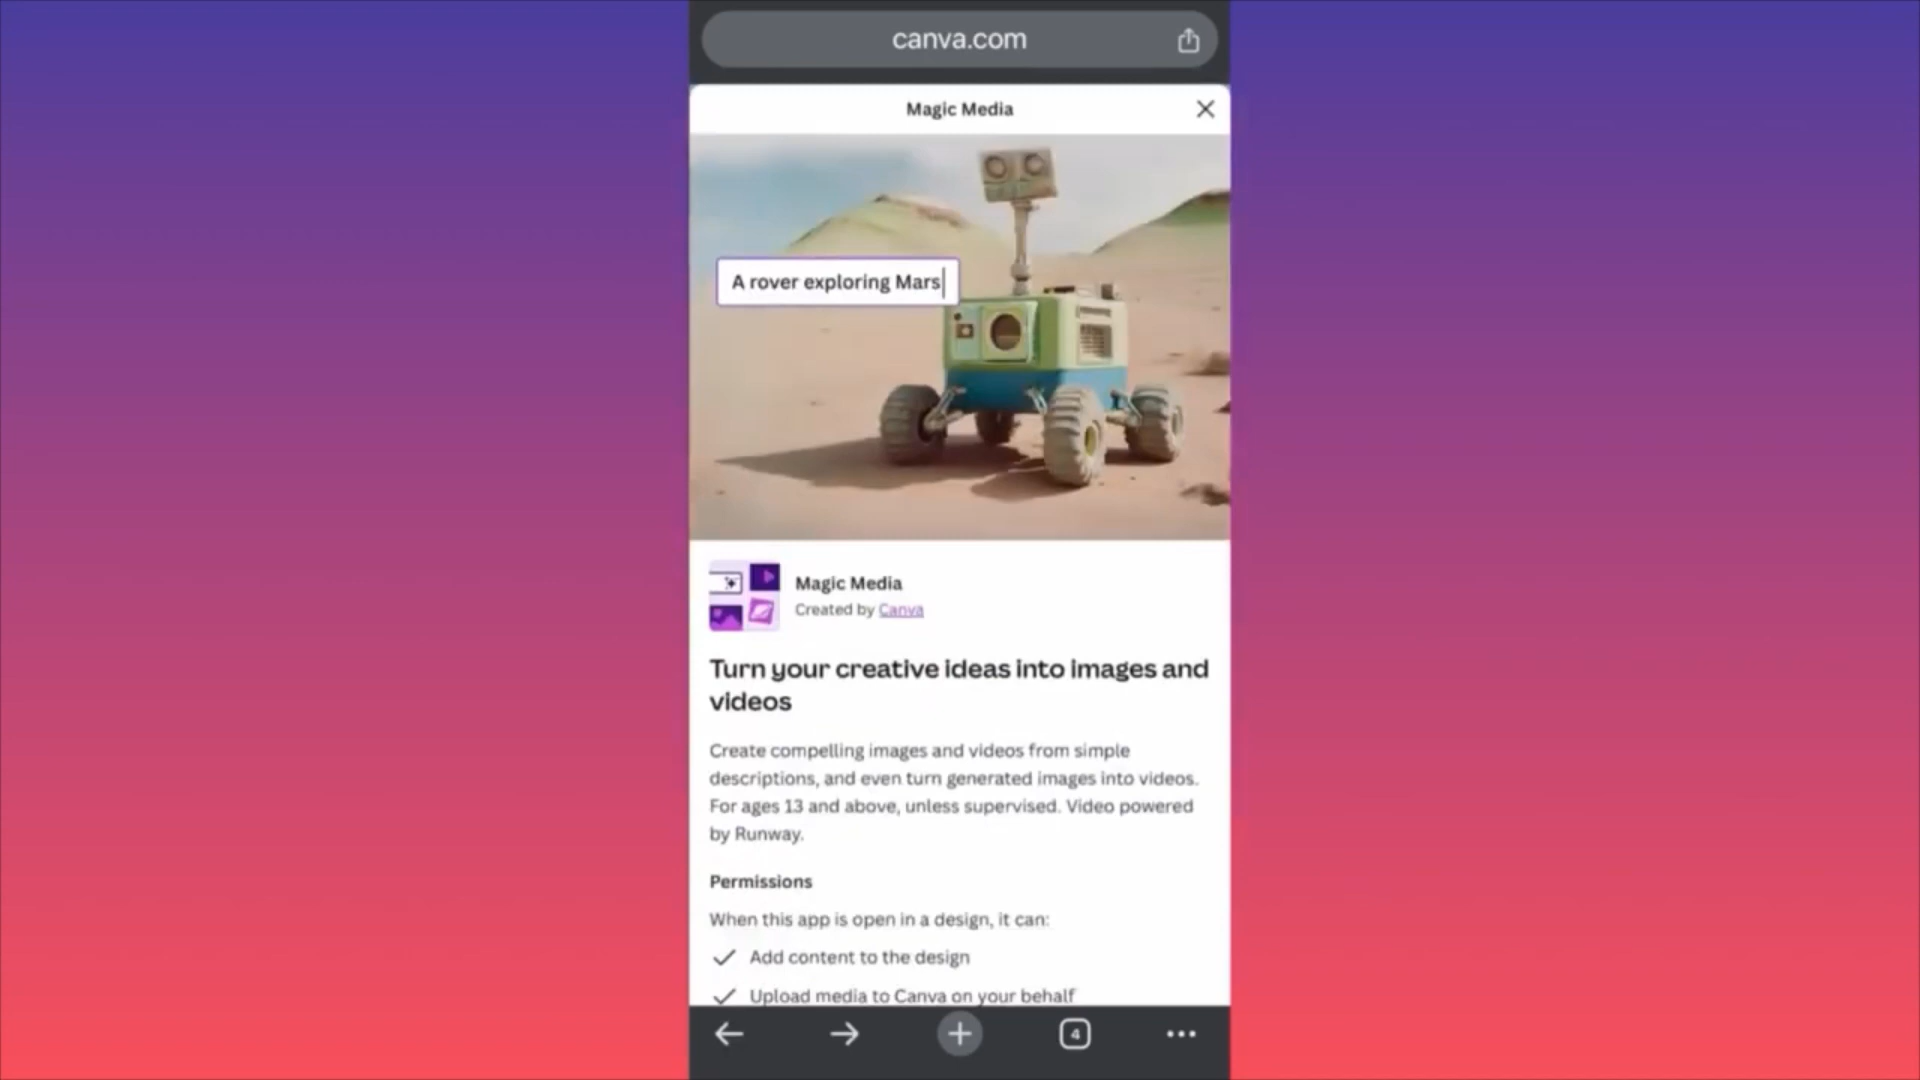 canva.com
Magic Media
A rover exploring Mars
Magic Media
Created by Canva
Turn your creative ideas into images and
videos
Create compelling images and videos from simple
descriptions, and even turn generated images into videos.
For ages 13 and above, unless supervised. Video powered
by Runway.
Permissions
When this app is open in a design, it can:
Add content to the design
Upload media to Canva on your behalf
4